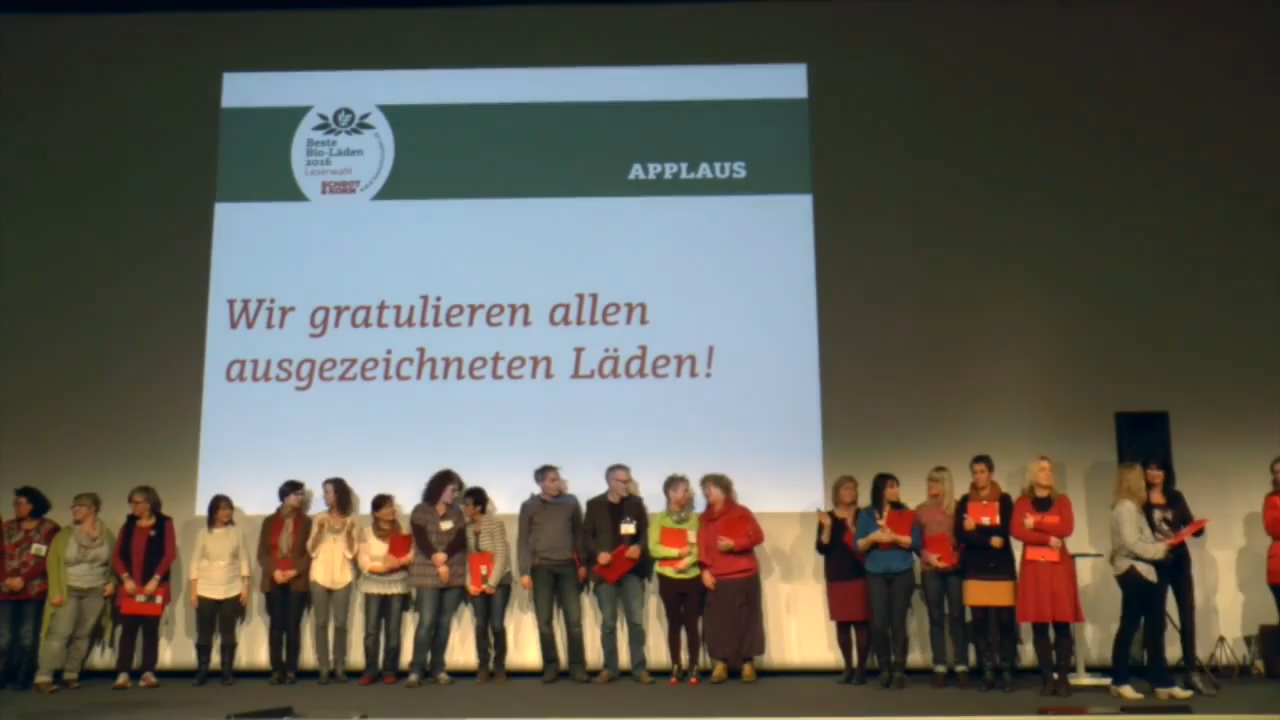 Beste
Bio-Läden
2016
Leserwahl
SCHROT
& KORN
APPLAUS
Wir gratulieren allen
ausgezeichneten Läden!